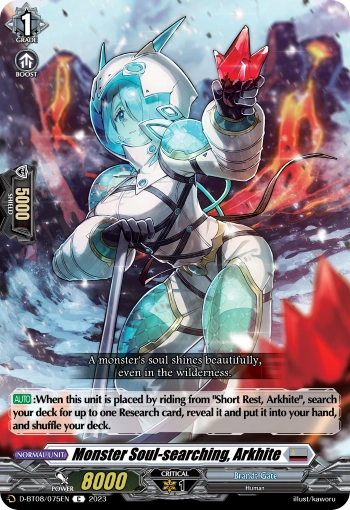 1
GRADE
BOOST
5000
SHIELD
A monster's soul shines beautifully,
even in the wilderness.
AUTO :When this unit is placed by riding from "Short Rest, Arkhite", search
your deck for up to one Research card, reveal it and put it into your hand,
and shuffle your deck.
NORMAL UNIT Monster Soul-searching, Arkhite
POWER 8000 CRITICAL 1 Brandt Gate
Human
D-BT08/075EN C 2023 illust/kaworu